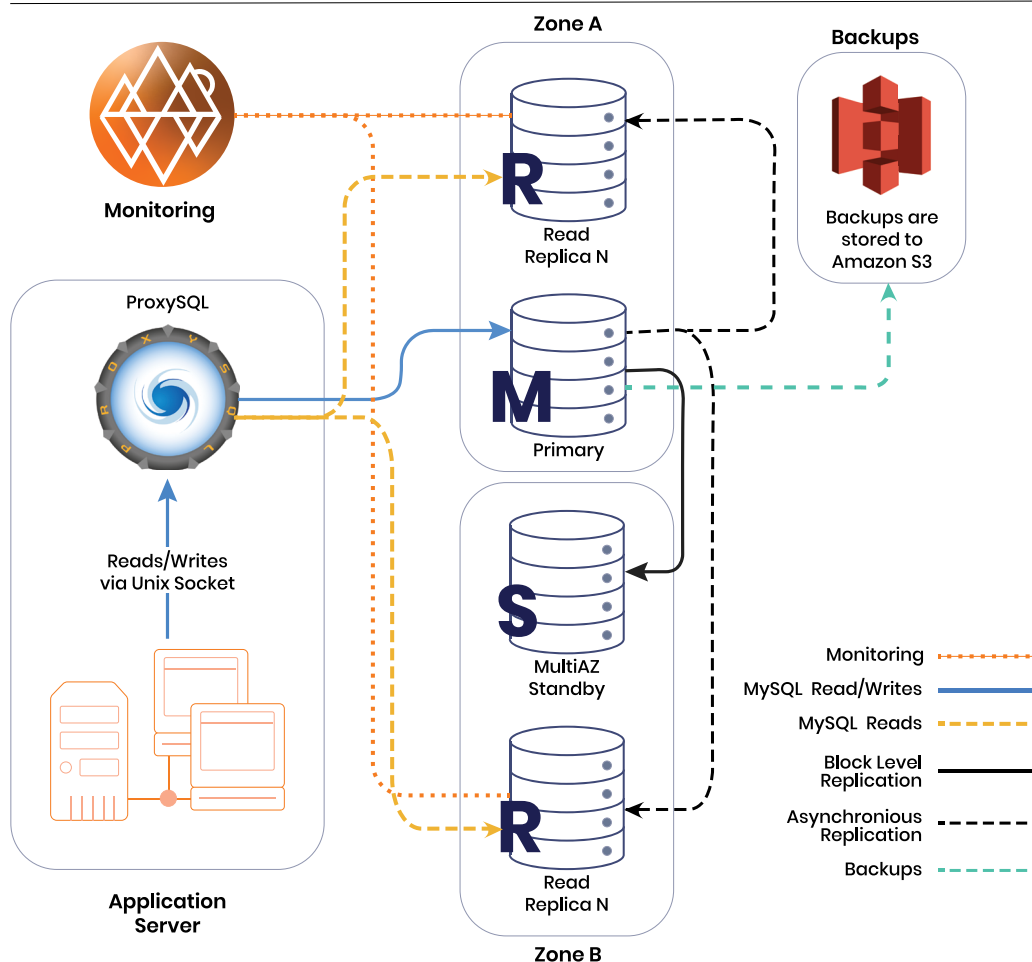 Zone A
Backups
Monitoring
R
Read
Replica N
Backups are
stored to
Amazon S3
ProxySQL
PROXYSQL
M
Primary
Reads/Writes
via Unix Socket
S
MultiAZ
Standby
R
Read
Replica N
Application
Server
Zone B
Monitoring
MySQL Read/Writes
MySQL Reads
Block Level
Replication
Asynchronious
Replication
Backups